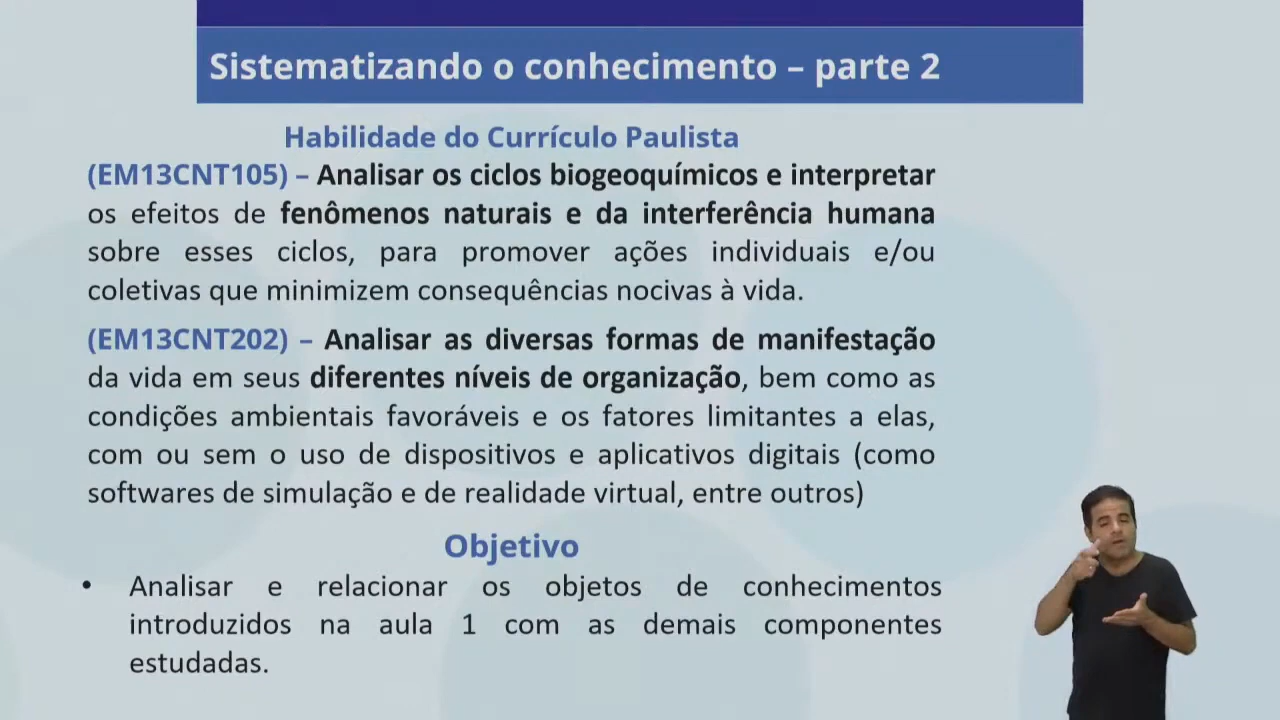 Sistematizando o conhecimento – parte 2
Habilidade do Currículo Paulista
(EM13CNT105) – Analisar os ciclos biogeoquímicos e interpretar
os efeitos de fenômenos naturais e da interferência humana
sobre esses ciclos, para promover ações individuais e/ou
coletivas que minimizem consequências nocivas à vida.
(EM13CNT202) – Analisar as diversas formas de manifestação
da vida em seus diferentes níveis de organização, bem como as
condições ambientais favoráveis e os fatores limitantes a elas,
com ou sem o uso de dispositivos e aplicativos digitais (como
softwares de simulação e de realidade virtual, entre outros)
Objetivo
• Analisar e relacionar os objetos de conhecimentos
introduzidos na aula 1 com as demais componentes
estudadas.